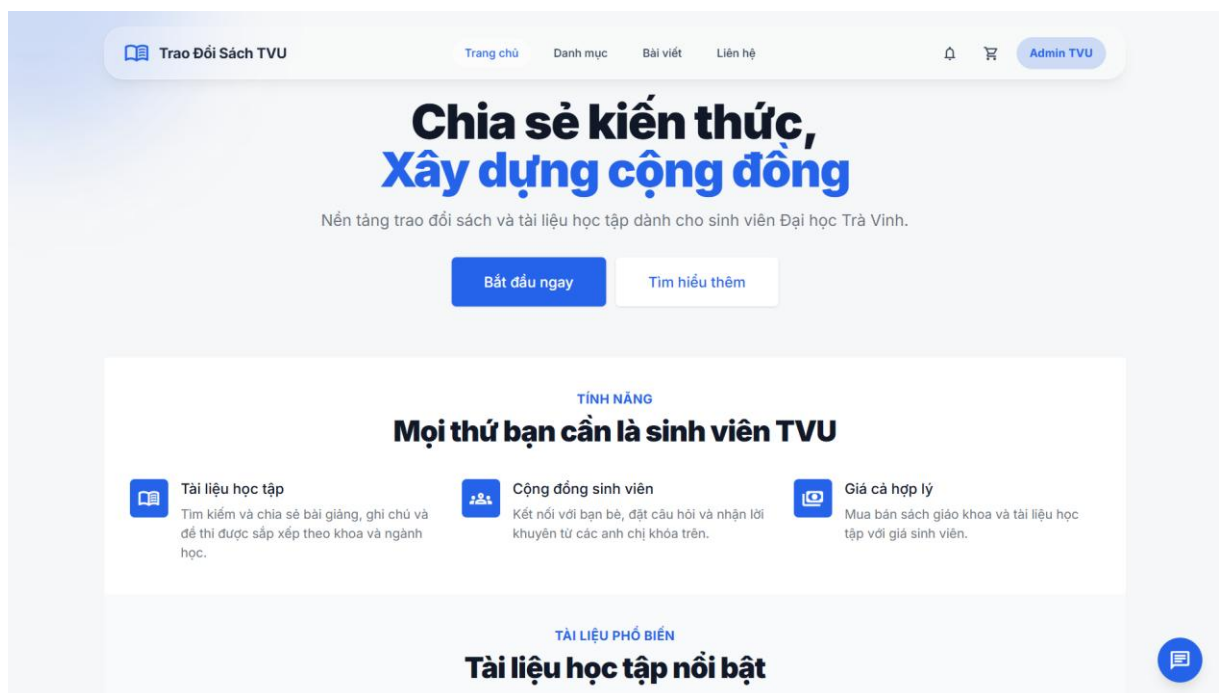 Trao Đổi Sách TVU
Trang chủ
Danh mục
Bài viết
Liên hệ
Admin TVU
Chia sẻ kiến thức,
Xây dựng cộng đồng
Nền tảng trao đổi sách và tài liệu học tập dành cho sinh viên Đại học Trà Vinh.
Bắt đầu ngay
Tìm hiểu thêm
TÍNH NĂNG
Mọi thứ bạn cần là sinh viên TVU
Tài liệu học tập
Tìm kiếm và chia sẻ bài giảng, ghi chú và
đề thi được sắp xếp theo khoa và ngành
học.
Cộng đồng sinh viên
Kết nối với bạn bè, đặt câu hỏi và nhận lời
khuyên từ các anh chị khóa trên.
Giá cả hợp lý
Mua bán sách giáo khoa và tài liệu học
tập với giá sinh viên.
TÀI LIỆU PHỔ BIẾN
Tài liệu học tập nổi bật